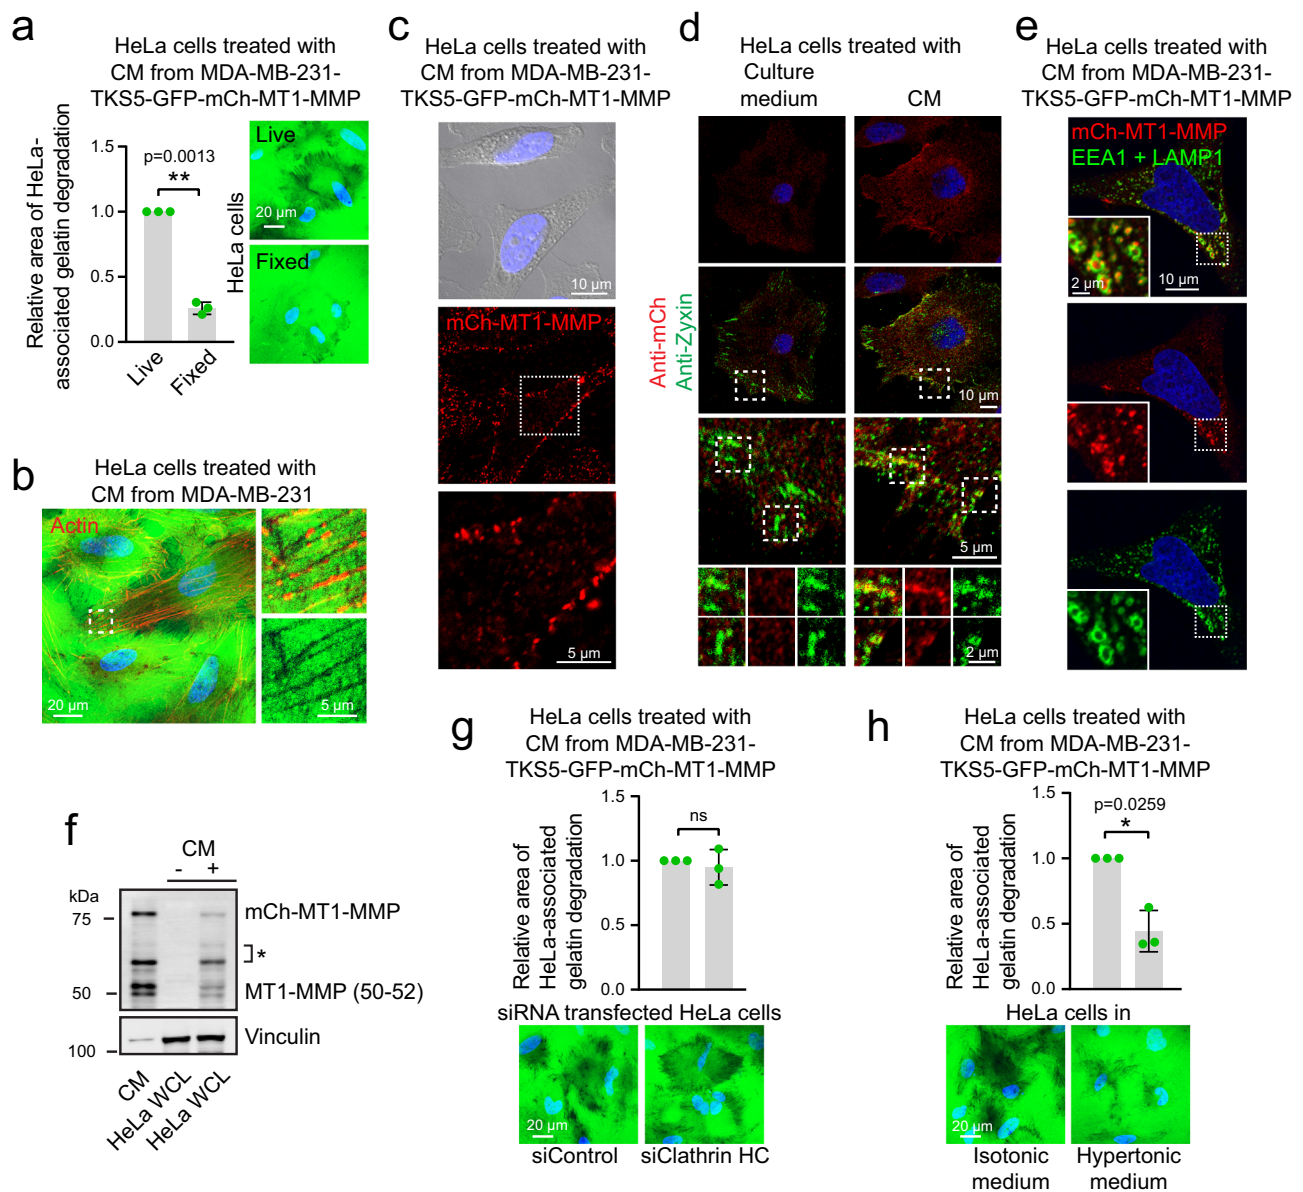 a
HeLa cells treated with
CM from MDA-MB-231-
TKS5-GFP-mCh-MT1-MMP
Relative area of HeLa-
associated gelatin degradation
1.5
1.0
0.5
0.0
p=0.0013
**
Live
Fixed
HeLa cells
Live
20 µm
Fixed
b
HeLa cells treated with
CM from MDA-MB-231
Actin
20 µm
5 µm
c
HeLa cells treated with
CM from MDA-MB-231-
TKS5-GFP-mCh-MT1-MMP
10 µm
mCh-MT1-MMP
5 µm
d
HeLa cells treated with
Culture
medium
CM
Anti-mCh
Anti-Zyxin
10 µm
5 µm
2 µm
e
HeLa cells treated with
CM from MDA-MB-231-
TKS5-GFP-mCh-MT1-MMP
mCh-MT1-MMP
EEA1 + LAMP1
2 µm
10 µm
f
CM
- +
kDa
75
50
100
mCh-MT1-MMP
*
MT1-MMP (50-52)
Vinculin
CM
HeLa WCL
HeLa WCL
g
HeLa cells treated with
CM from MDA-MB-231-
TKS5-GFP-mCh-MT1-MMP
Relative area of
HeLa-associated
gelatin degradation
1.5
1.0
0.5
0.0
ns
siRNA transfected HeLa cells
20 µm
siControl
siClathrin HC
h
HeLa cells treated with
CM from MDA-MB-231-
TKS5-GFP-mCh-MT1-MMP
Relative area of
HeLa-associated
gelatin degradation
1.5
1.0
0.5
0.0
p=0.0259
*
HeLa cells in
20 µm
Isotonic
medium
Hypertonic
medium